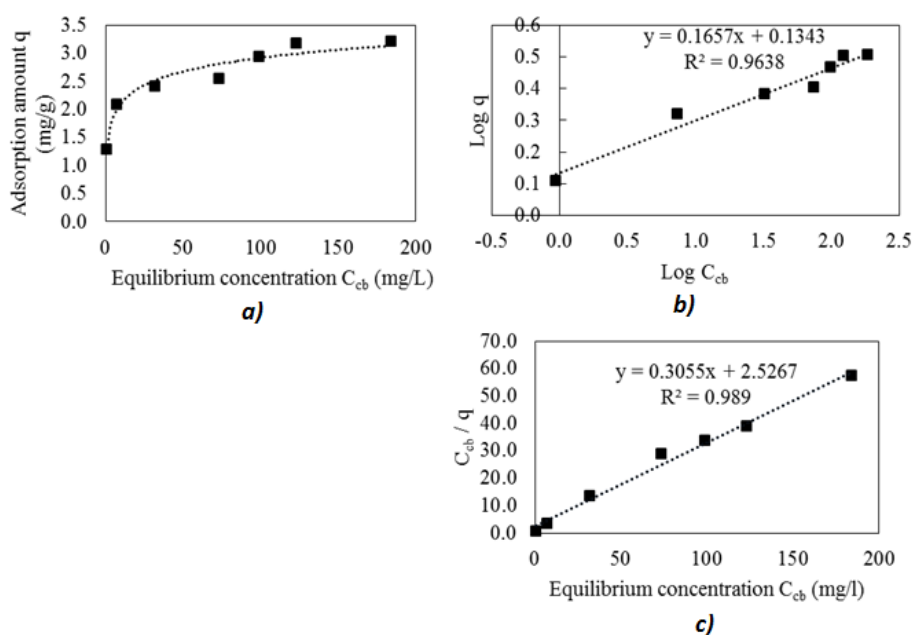 Adsorption amount q
(mg/g)
3.5
3.0
2.5
2.0
1.5
1.0
0.5
0.0
0
50
100
150
200
Equilibrium concentration Ccb (mg/L)
a)
Log q
y = 0.1657x + 0.1343
R² = 0.9638
0.6
0.5
0.4
0.3
0.2
0.1
0.0
-0.5
0.0
0.5
1.0
1.5
2.0
2.5
Log Ccb
b)
Ccb / q
y = 0.3055x + 2.5267
R² = 0.989
70.0
60.0
50.0
40.0
30.0
20.0
10.0
0.0
0
50
100
150
200
Equilibrium concentration Ccb (mg/l)
c)